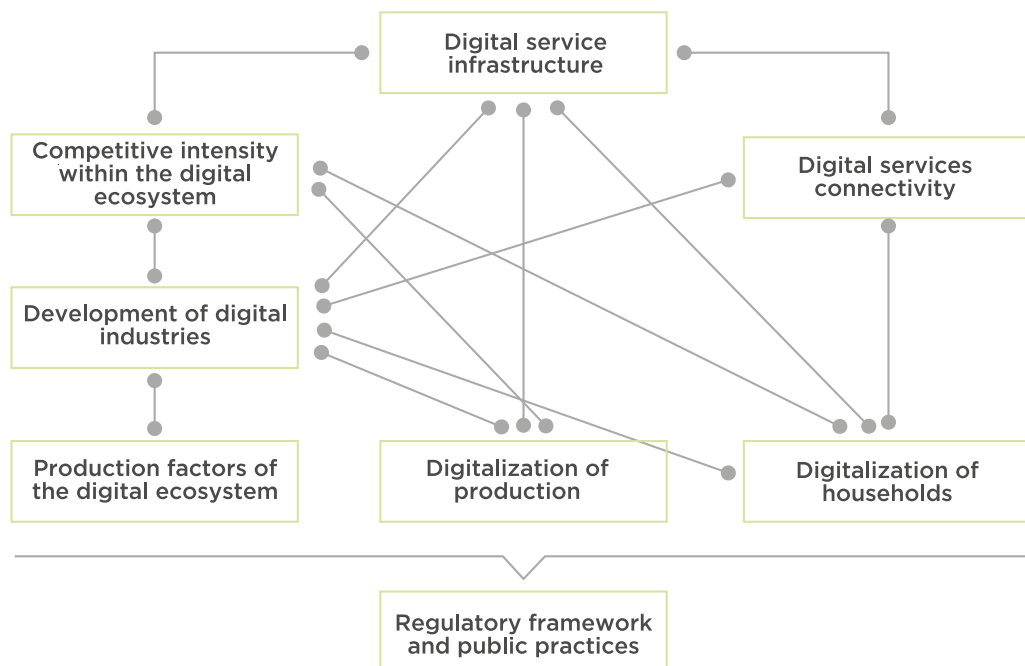 Digital service
infrastructure
Competitive intensity
within the digital
ecosystem
Digital services
connectivity
Development of digital
industries
Production factors of
the digital ecosystem
Digitalization of
production
Digitalization of
households
Regulatory framework
and public practices